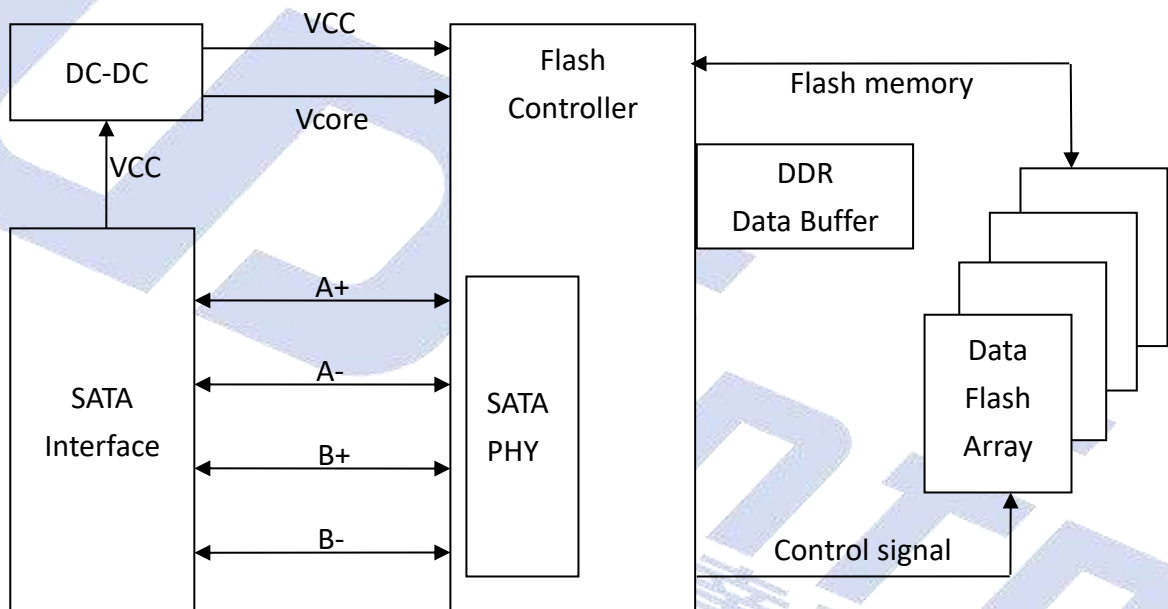 VCC
DC-DC
Vcore
VCC
Flash
Controller
Flash memory
DDR
Data Buffer
A+
A-
B+
B-
SATA
Interface
SATA
PHY
Data
Flash
Array
Control signal